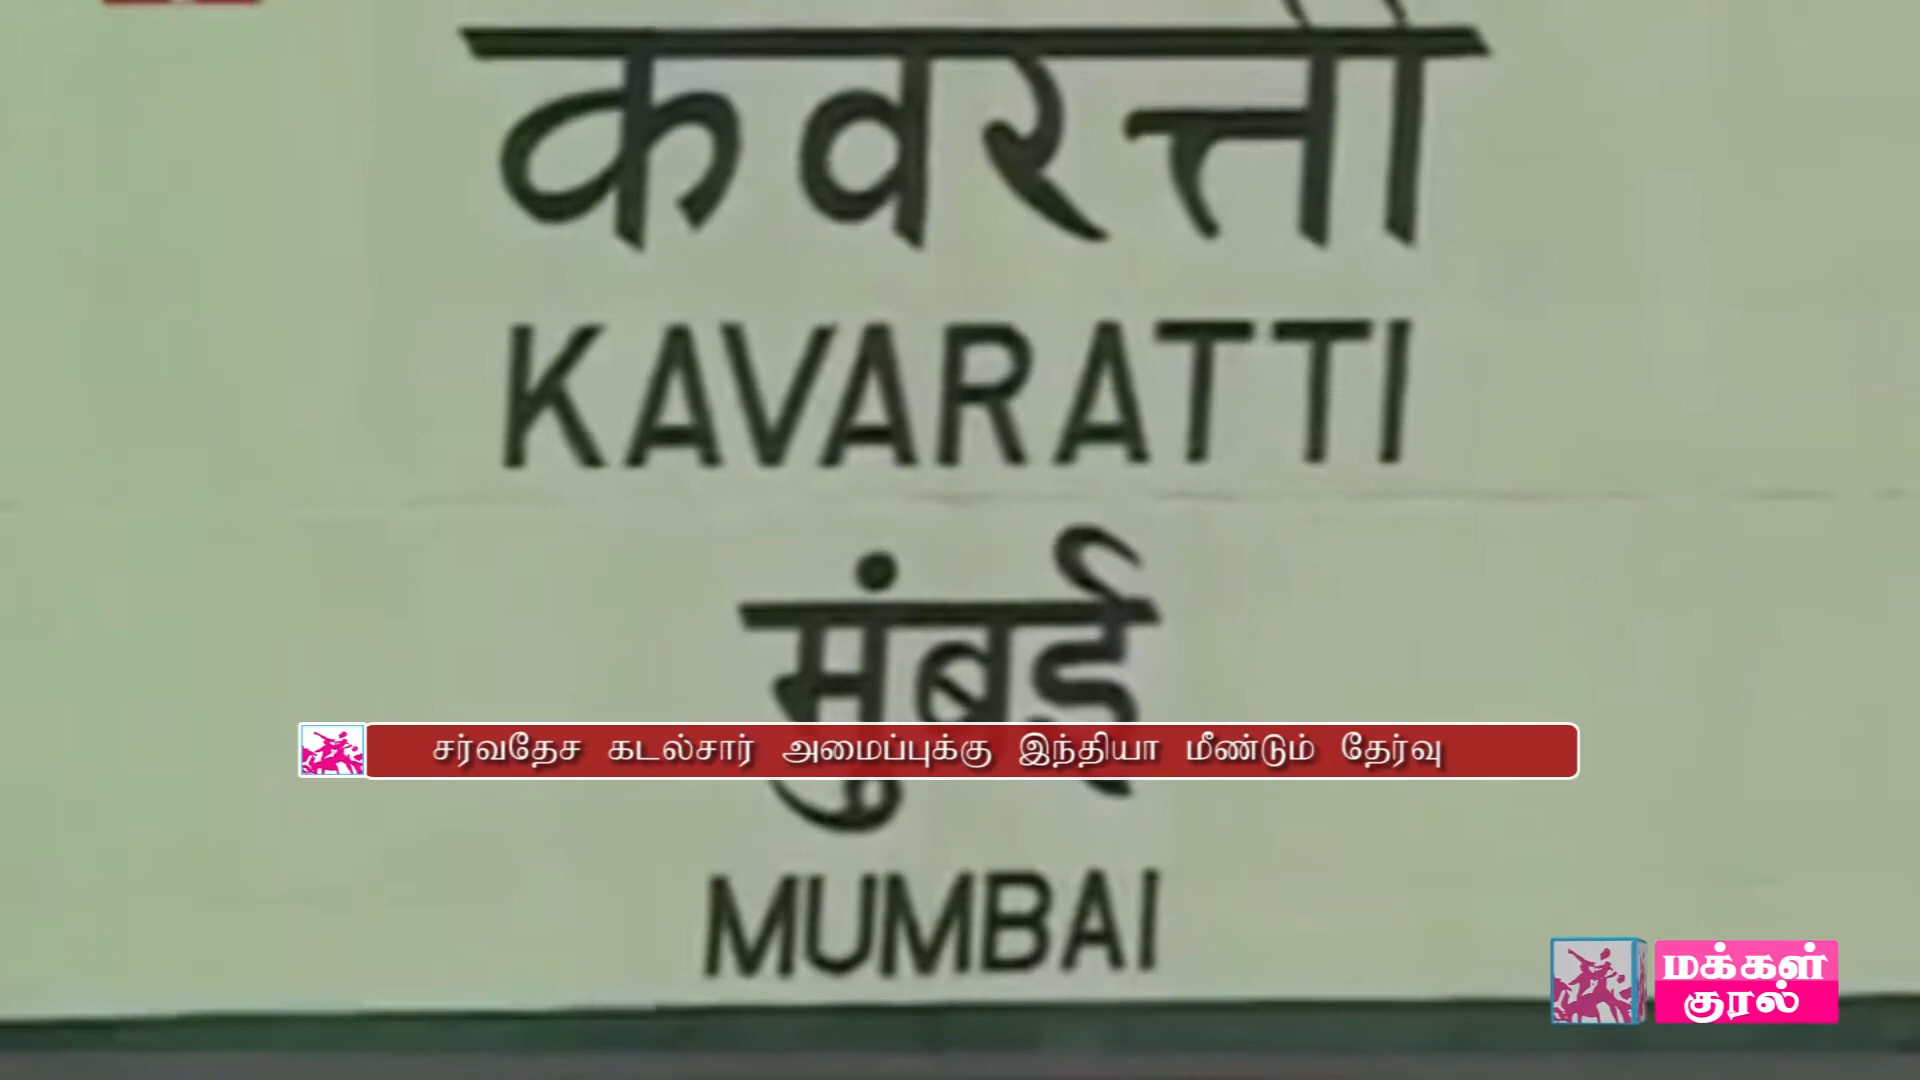 कवरत्ती
KAVARATTI
मुंबई
சர்வதேச கடல்சார் அமைப்புக்கு இந்தியா மீண்டும் தேர்வு
MUMBAI
மக்கள்
குரல்